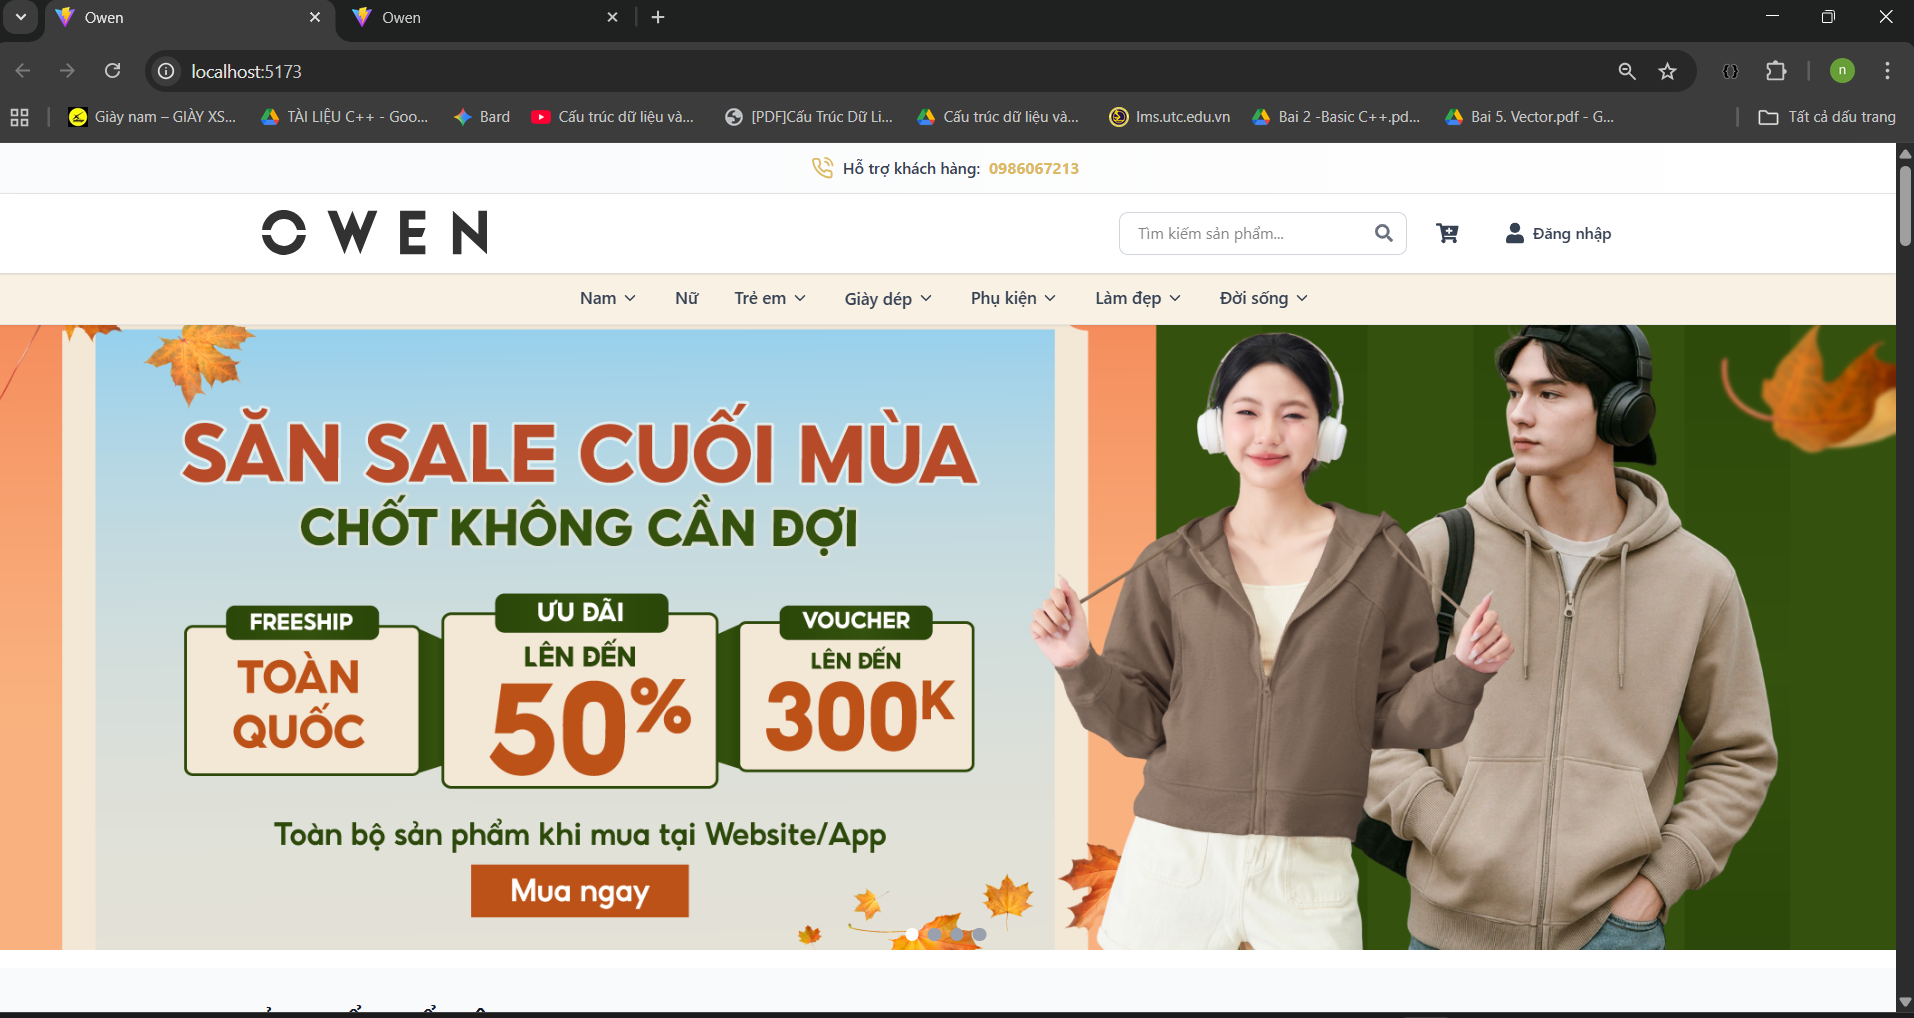 Owen
Owen
localhost:5173
n
Giày nam – GIÀY XS...
TÀI LIỆU C++ - Goo...
Bard
Cấu trúc dữ liệu và...
[PDF]Cấu Trúc Dữ Li...
Cấu trúc dữ liệu và...
lms.utc.edu.vn
Bai 2 -Basic C++.pd...
Bai 5. Vector.pdf - G...
Tất cả dấu trang
Hỗ trợ khách hàng: 0986067213
OWEN
Tìm kiếm sản phẩm...
Đăng nhập
Nam
Nữ
Trẻ em
Giày dép
Phụ kiện
Làm đẹp
Đời sống
SĂN SALE CUỐI MÙA
CHỐT KHÔNG CẦN ĐỢI
FREESHIP
TOÀN
QUỐC
ƯU ĐÃI
LÊN ĐẾN
50%
VOUCHER
LÊN ĐẾN
300K
Toàn bộ sản phẩm khi mua tại Website/App
Mua ngay